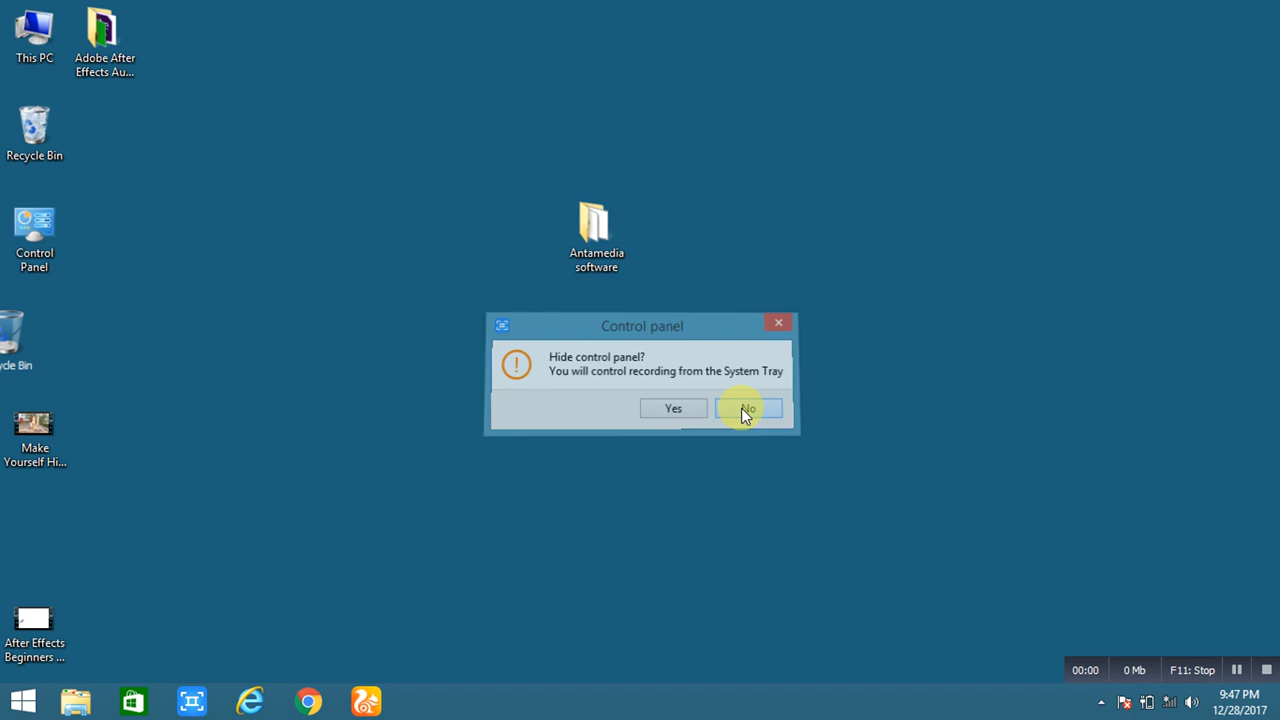 This PC
Adobe After
Effects Au...
Recycle Bin
Control
Panel
Antamedia
software
Control panel
Hide control panel?
You will control recording from the System Tray
Yes
No
ycle Bin
Make
Yourself Hi...
After Effects
Beginners ...
00:00
0 Mb
F11: Stop
9:47 PM
12/28/2017